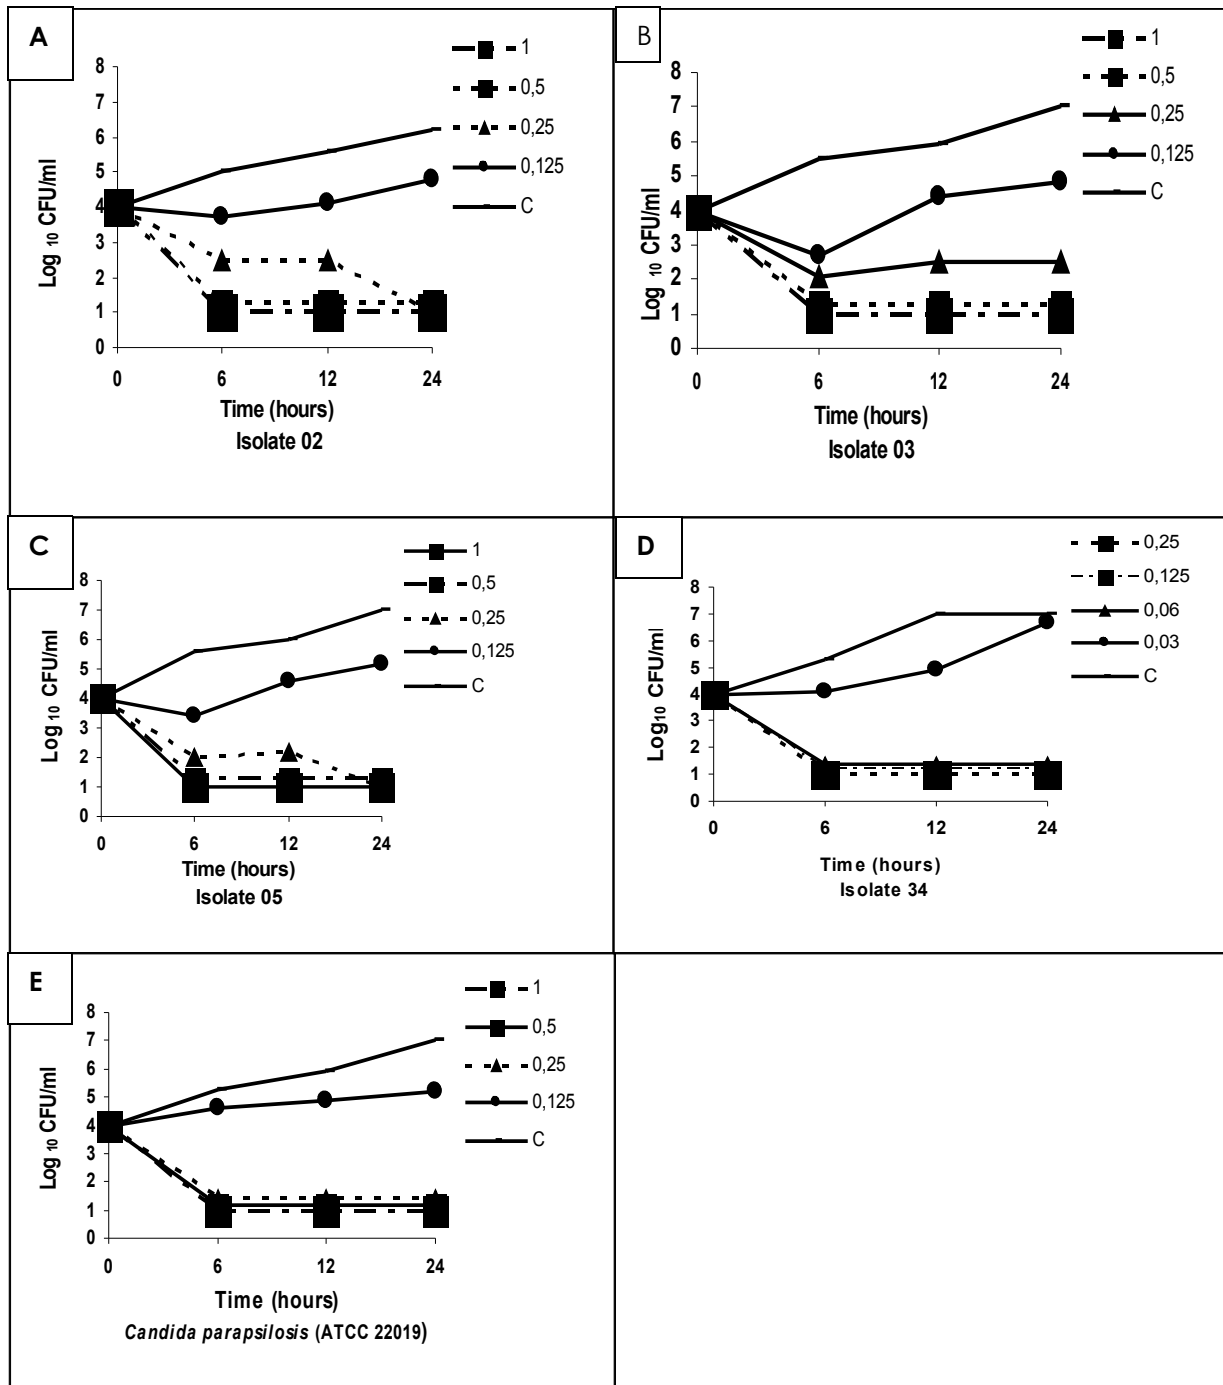 A
1
0,5
0,25
0,125
C
8
7
6
5
4
3
2
1
0
Log 10 CFU/ml
0 6 12 24
Time (hours)
Isolate 02
B
1
0,5
0,25
0,125
C
8
7
6
5
4
3
2
1
0
Log 10 CFU/ml
0 6 12 24
Time (hours)
Isolate 03
C
1
0,5
0,25
0,125
C
8
7
6
5
4
3
2
1
0
Log 10 CFU/ml
0 6 12 24
Time (hours)
Isolate 05
D
0,25
0,125
0,06
0,03
C
8
7
6
5
4
3
2
1
0
Log10 CFU/ml
0 6 12 24
Time (hours)
Isolate 34
E
1
0,5
0,25
0,125
C
8
7
6
5
4
3
2
1
0
Log 10 CFU/ml
0 6 12 24
Time (hours)
Candida parapsilosis (ATCC 22019)